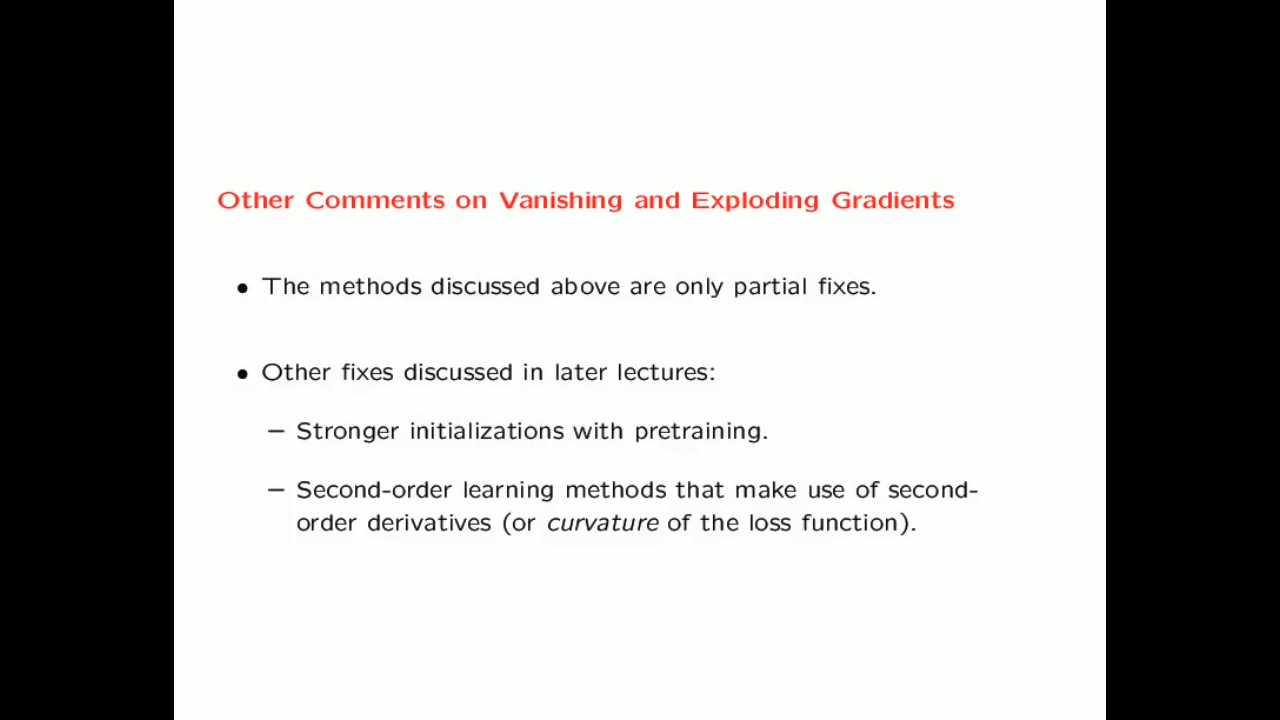 Other Comments on Vanishing and Exploding Gradients
• The methods discussed above are only partial fixes.
• Other fixes discussed in later lectures:
– Stronger initializations with pretraining.
– Second-order learning methods that make use of second-
order derivatives (or curvature of the loss function).